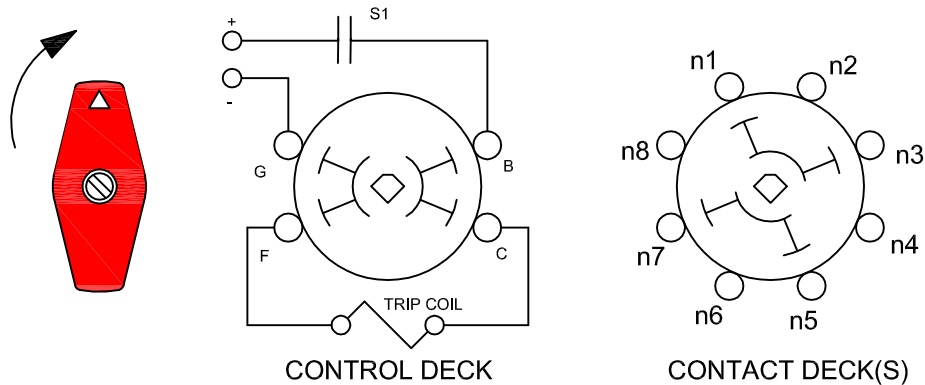 S1
+
-
G
B
F
C
TRIP COIL
CONTROL DECK
n1
n2
n8
n3
n7
n4
n6
n5
CONTACT DECK(S)